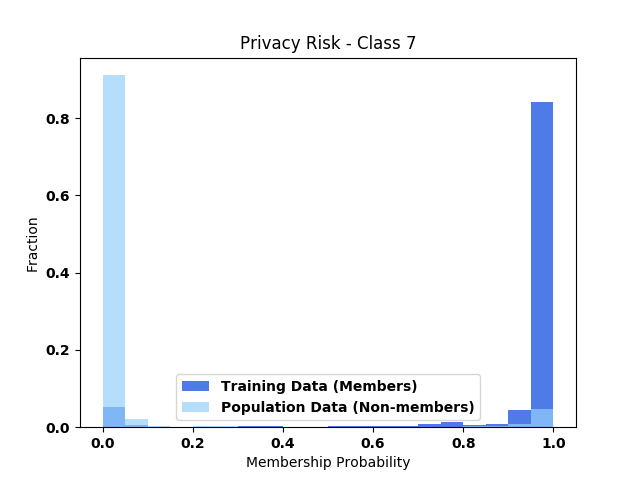 Privacy Risk - Class 7
Fraction
0.8
0.6
0.4
0.2
0.0
Training Data (Members)
Population Data (Non-members)
0.0 0.2 0.4 0.6 0.8 1.0
Membership Probability